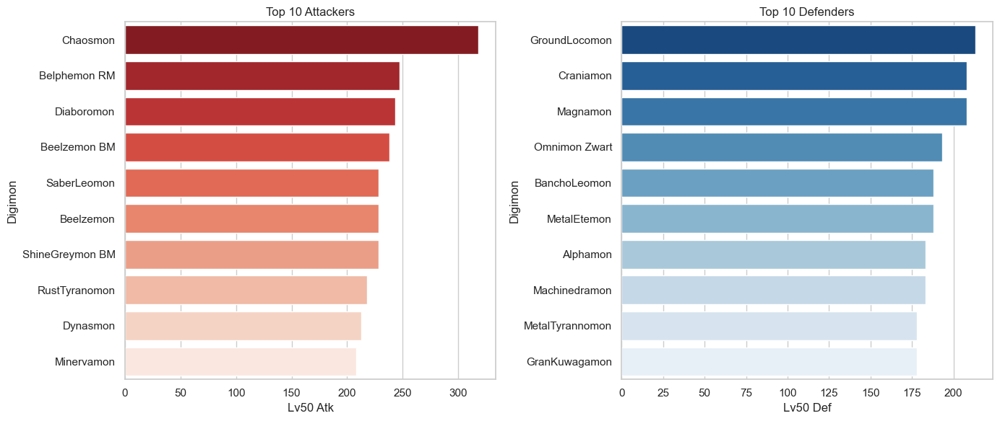 Top 10 Attackers
Chaosmon
Belphemon RM
Diaboromon
Beelzemon BM
SaberLeomon
Beelzemon
ShineGreymon BM
RustTyranomon
Dynasmon
Minervamon
Digimon
0 50 100 150 200 250 300
Lv50 Atk
Top 10 Defenders
GroundLocomon
Craniamon
Magnamon
Omnimon Zwart
BanchoLeomon
MetalEtemon
Alphamon
Machinedramon
MetalTyrannomon
GranKuwagamon
Digimon
0 25 50 75 100 125 150 175 200
Lv50 Def